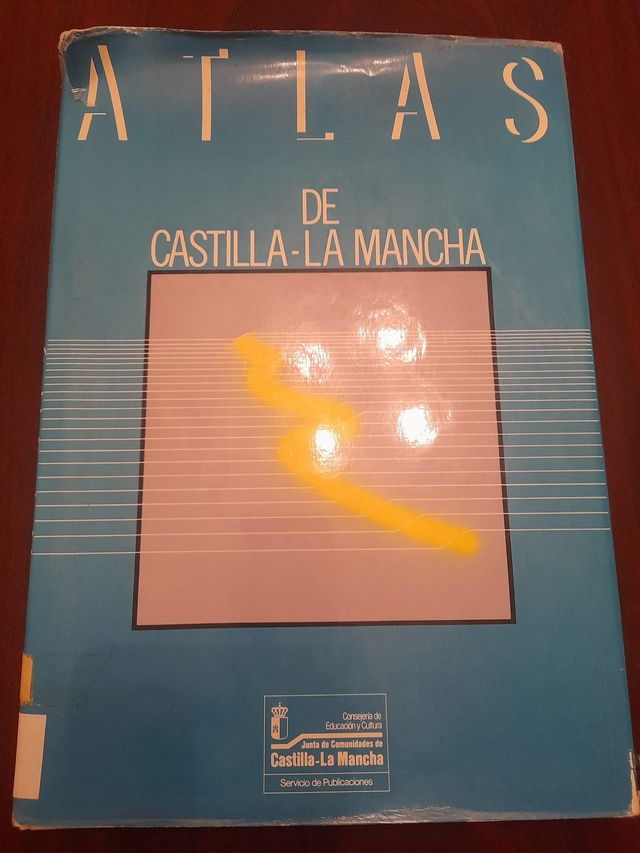 ATLAS
DE
CASTILLA-LA MANCHA
Consejería de
Educación y Cultura
Junta de Comunidades de
Castilla-La Mancha
Servicio de Publicaciones